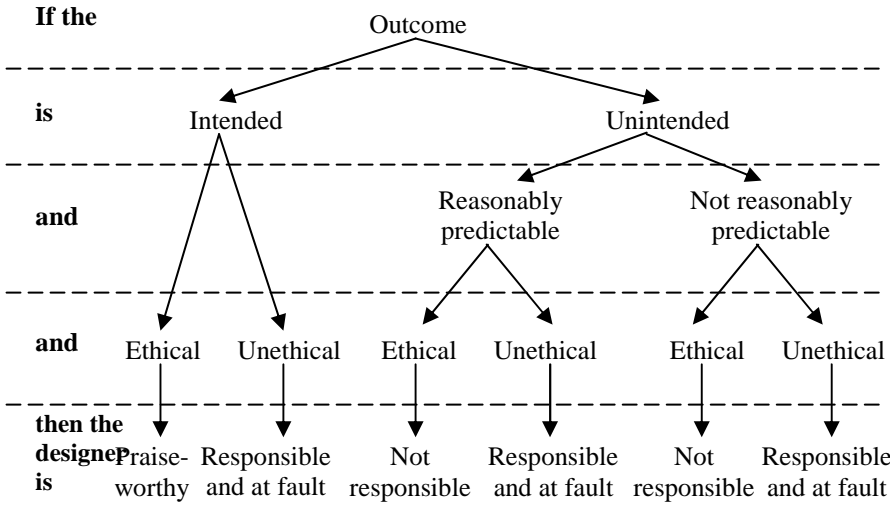 If the
Outcome
is
Intended
Unintended
and
Reasonably
predictable
Not reasonably
predictable
and
Ethical
Unethical
Ethical
Unethical
Ethical
Unethical
then the
designer
is
Praise-
worthy
Responsible
and at fault
Not
responsible
Responsible
and at fault
Not
responsible
Responsible
and at fault